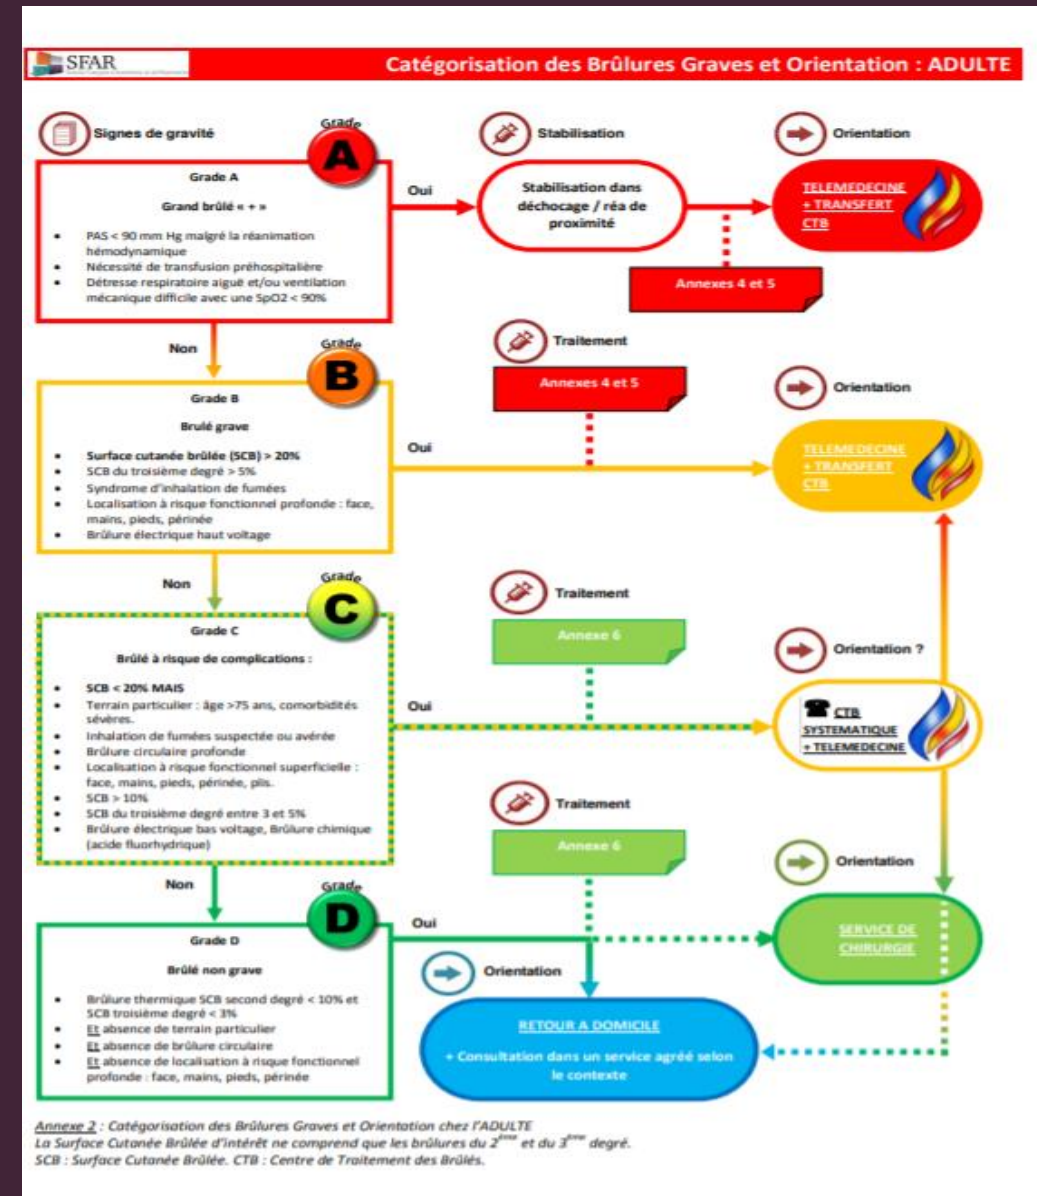 SFAR
Catégorisation des Brûlures Graves et Orientation : ADULTE
Signes de gravité
Grade
A
Stabilisation
Orientation
Grade A
Grand brûlé « + »
• PAS < 90 mm Hg malgré la réanimation
hémodynamique
• Nécessité de transfusion préhospitalière
• Détresse respiratoire aiguë et/ou ventilation
mécanique difficile avec une SpO2 < 90%
Oui
Stabilisation dans
déchocage / réa de
proximité
TELEMEDECINE
+ TRANSFERT
CTB
Annexes 4 et 5
Non
Grade
B
Traitement
Annexes 4 et 5
Orientation
Grade B
Brulé grave
• Surface cutanée brûlée (SCB) > 20%
• SCB du troisième degré > 5%
• Syndrome d'inhalation de fumées
• Localisation à risque fonctionnel profonde : face,
mains, pieds, périnée
• Brûlure électrique haut voltage
Oui
TELEMEDECINE
+ TRANSFERT
CTB
Non
Grade
C
Traitement
Annexe 6
Orientation ?
Grade C
Brûlé à risque de complications :
• SCB < 20% MAIS
• Terrain particulier : âge >75 ans, comorbidités
sévères.
• Inhalation de fumées suspectée ou avérée
• Brûlure circulaire profonde
• Localisation à risque fonctionnel superficielle :
face, mains, pieds, périnée, plis.
• SCB > 10%
• SCB du troisième degré entre 3 et 5%
• Brûlure électrique bas voltage, Brûlure chimique
(acide fluorhydrique)
Oui
CTB
SYSTEMATIQUE
+ TELEMEDECINE
Traitement
Annexe 6
Orientation
Non
Grade
D
Grade D
Brûlé non grave
• Brûlure thermique SCB second degré < 10% et
SCB troisième degré < 3%
• Et absence de terrain particulier
• Et absence de brûlure circulaire
• Et absence de localisation à risque fonctionnel
profonde : face, mains, pieds, périnée
Oui
SERVICE DE
CHIRURGIE
Orientation
RETOUR A DOMICILE
+ Consultation dans un service agréé selon
le contexte
Annexe 2 : Catégorisation des Brûlures Graves et Orientation chez l'ADULTE
La Surface Cutanée Brûlée d'intérêt ne comprend que les brûlures du 2ème et du 3ème degré.
SCB : Surface Cutanée Brûlée. CTB : Centre de Traitement des Brûlés.